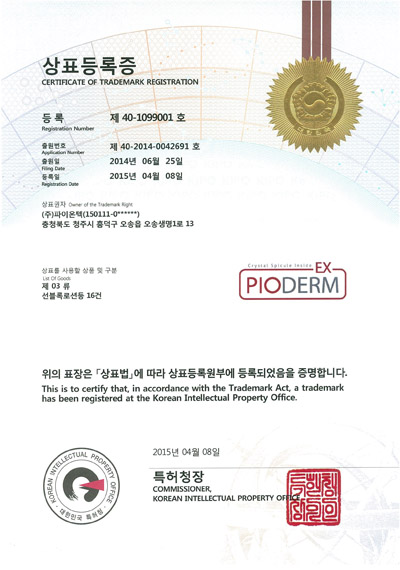 상표등록증
CERTIFICATE OF TRADEMARK REGISTRATION
등 록 제 40-1099001 호
Registration Number
출원번호 제 40-2014-0042691 호
Application Number
출원일 2014년 06월 25일
Filing Date
등록일 2015년 04월 08일
Registration Date
상표권자 Owner of the Trademark Right
(주)파이온텍(150111-0******)
충청북도 청주시 흥덕구 오송읍 오송생명1로 13
상표를 사용할 상품 및 구분
List Of Goods
제 03 류
선블록로션등 16건
Crystal Spicule Inside EX
PIODERM
위의 표장은 「상표법」에 따라 상표등록원부에 등록되었음을 증명합니다.
This is to certify that, in accordance with the Trademark Act, a trademark
has been registered at the Korean Intellectual Property Office.
2015년 04월 08일
특허청장
COMMISSIONER,
KOREAN INTELLECTUAL PROPERTY OFFICE
KOREAN INTELLECTUAL PROPERTY OFFICE
대한민국 특허청